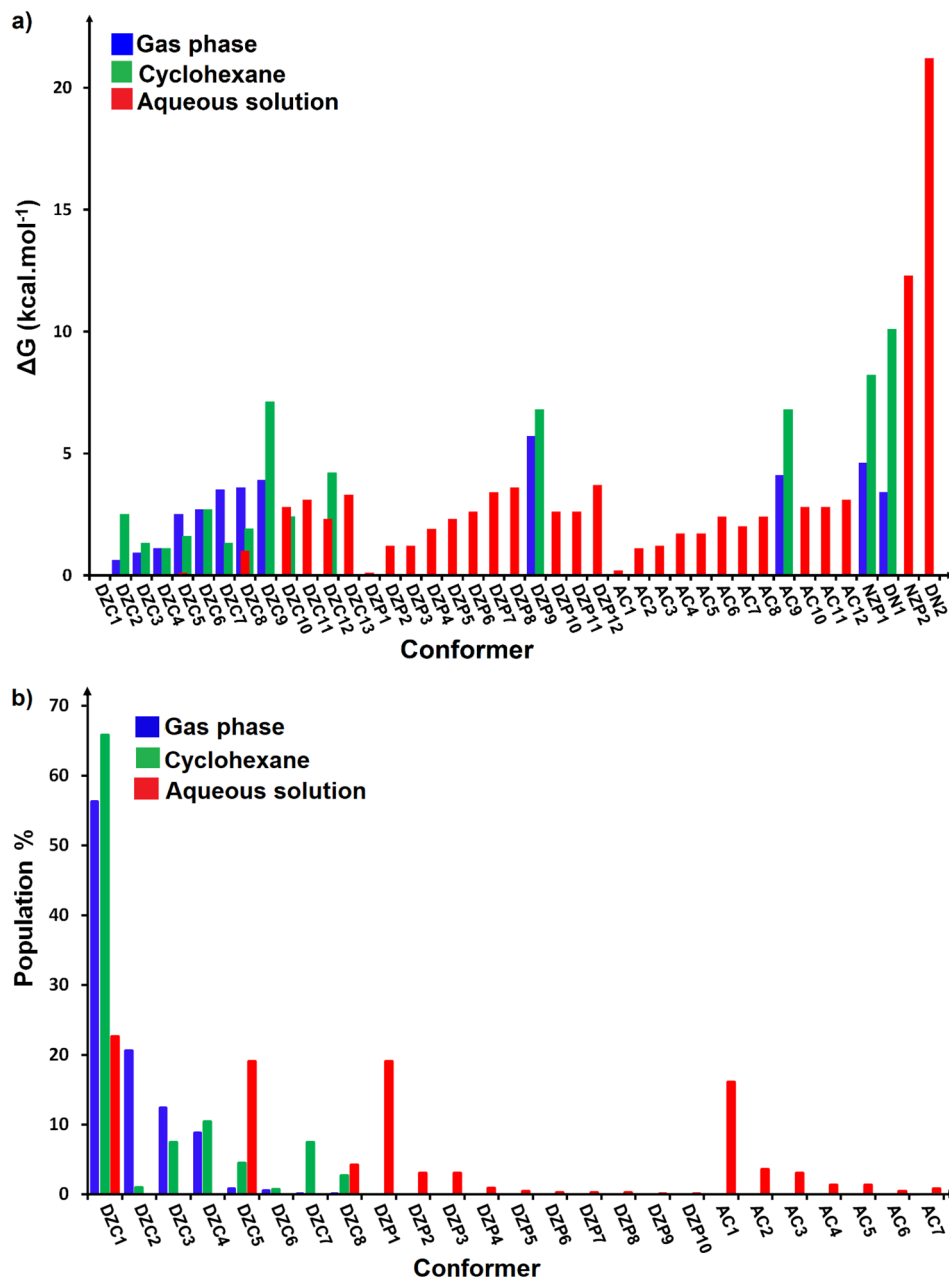 a)
Gas phase
Cyclohexane
Aqueous solution
20
15
10
5
0
ΔG (kcal.mol-1)
DZC1 DZC2 DZC3 DZC4 DZC5 DZC6 DZC7 DZC8 DZC9 DZC10 DZC11 DZC12 DZC13 DZP1 DZP2 DZP3 DZP4 DZP5 DZP6 DZP7 DZP8 DZP9 DZP10 DZP11 DZP12 AC1 AC2 AC3 AC4 AC5 AC6 AC7 AC8 AC9 AC10 AC11 AC12 NZP1 DN1 NZP2 DN2
Conformer
b)
Gas phase
Cyclohexane
Aqueous solution
70
60
50
40
30
20
10
0
Population %
DZC1 DZC2 DZC3 DZC4 DZC5 DZC6 DZC7 DZC8 DZP1 DZP2 DZP3 DZP4 DZP5 DZP6 DZP7 DZP8 DZP9 DZP10 AC1 AC2 AC3 AC4 AC5 AC6 AC7
Conformer